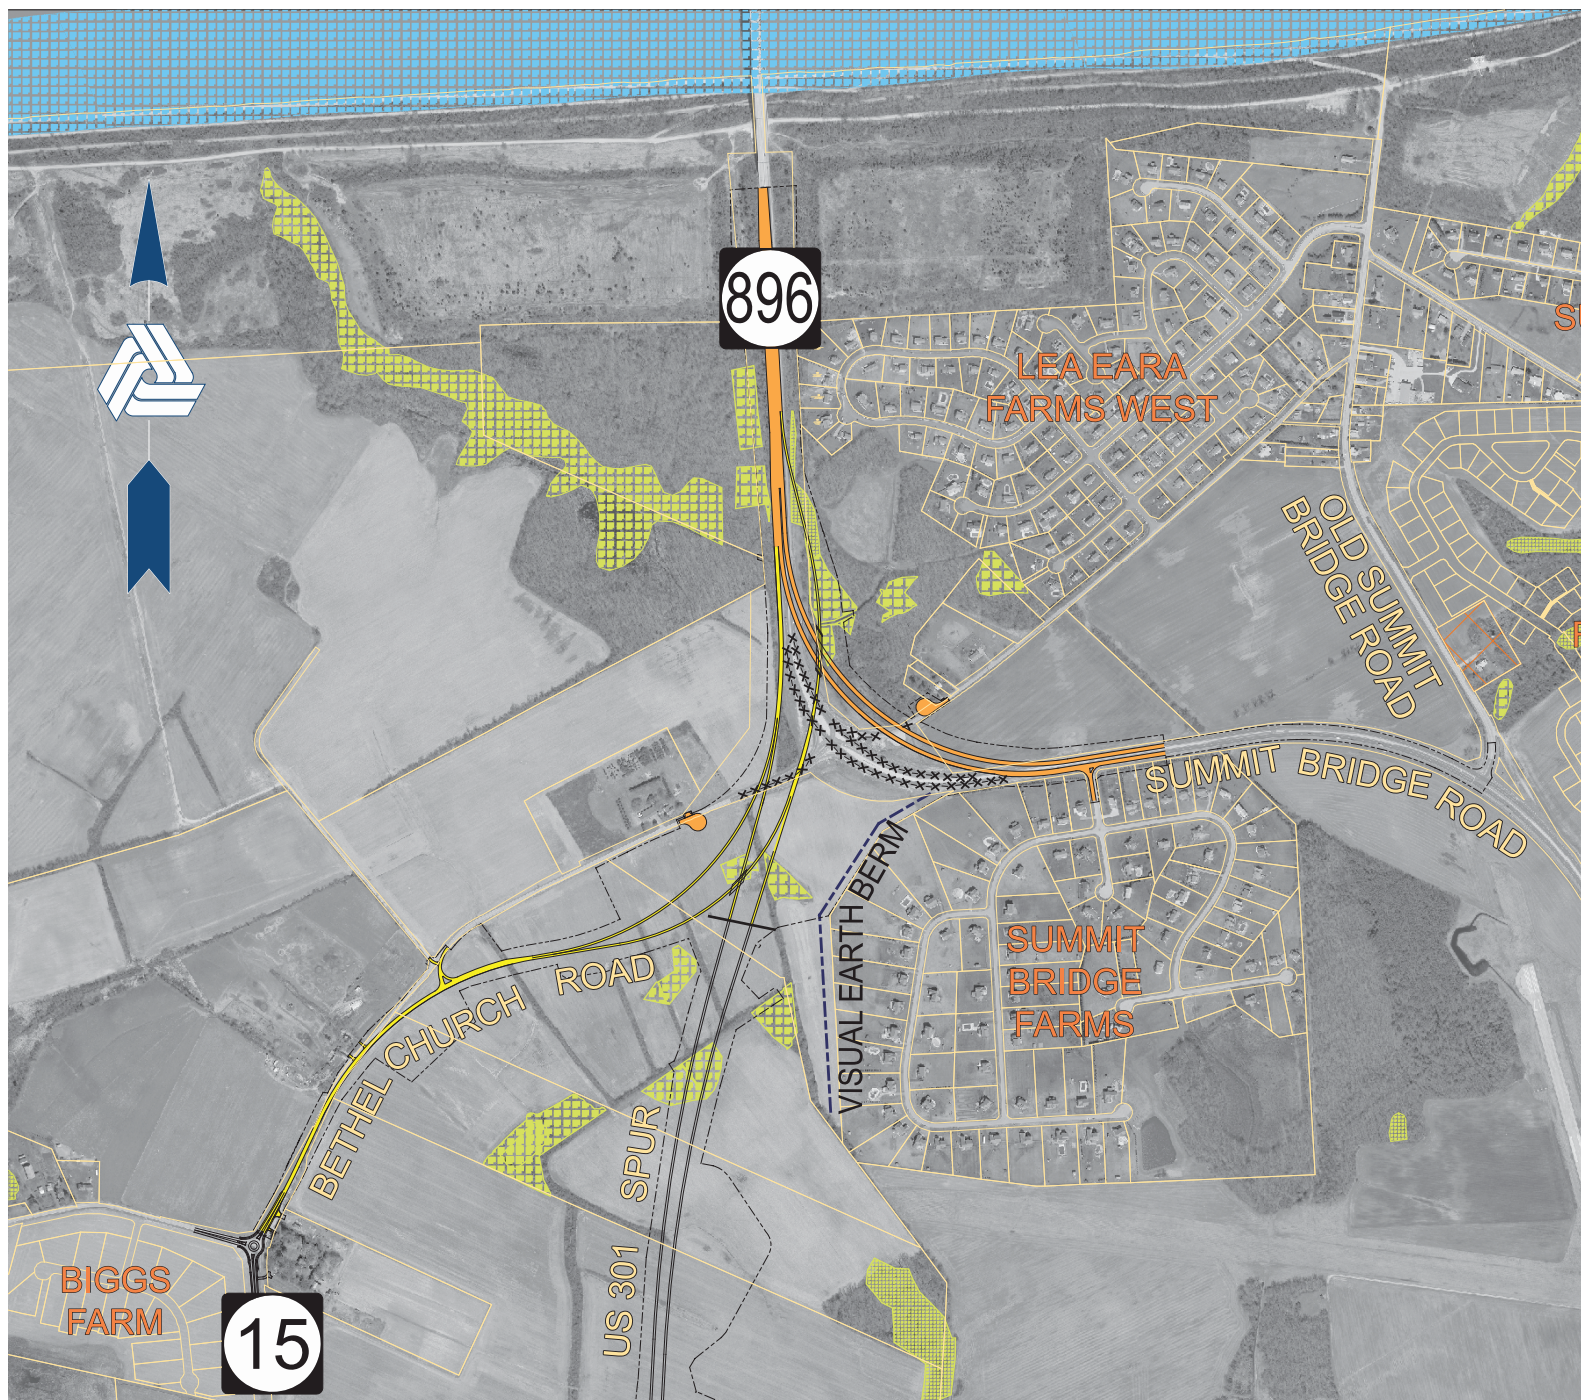 896
LEA EARA
FARMS WEST
OLD SUMMIT
BRIDGE ROAD
SUMMIT BRIDGE ROAD
VISUAL EARTH BERM
SUMMIT
BRIDGE
FARMS
BETHEL CHURCH ROAD
US 301 SPUR
BIGGS
FARM
15